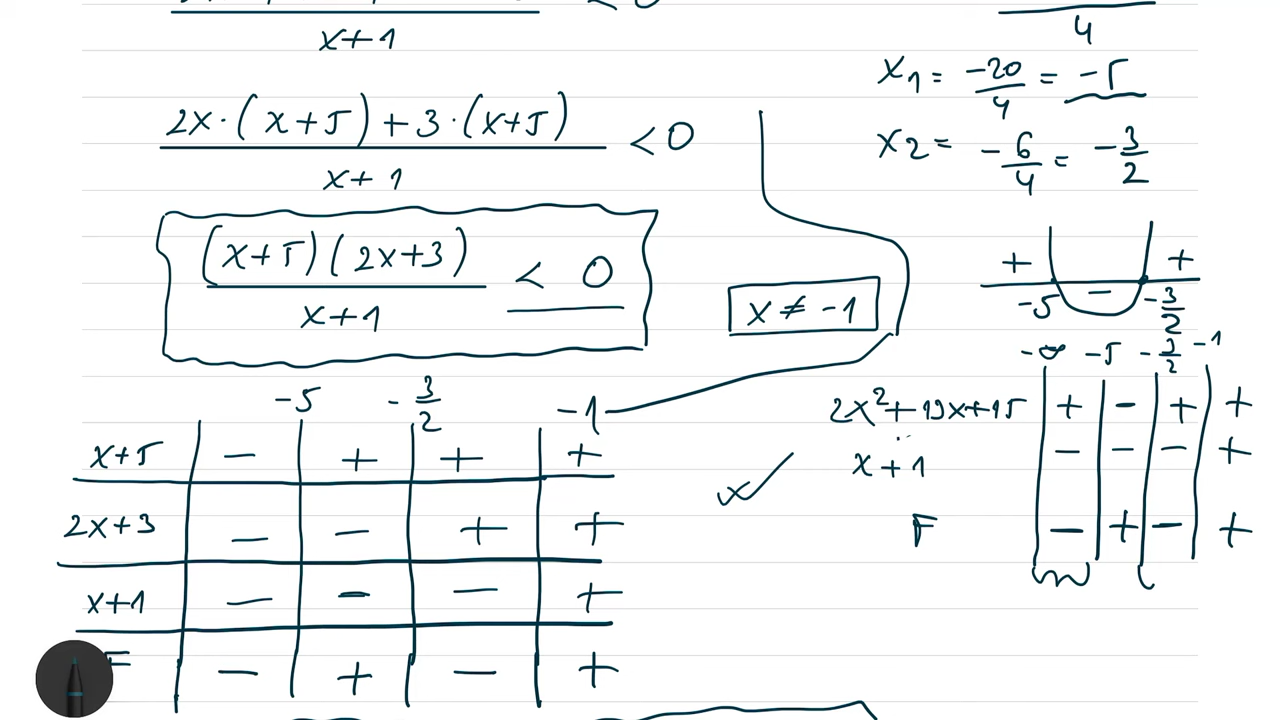 x+1 < 0
2x·(x+5)+3·(x+5) / x+1 < 0
(x+5)(2x+3) / x+1 < 0
x ≠ -1
-5 -3/2 -1
x+5 - + + +
2x+3 - - + +
x+1 - - - +
F - + - +
4
x1 = -20/4 = -5
x2 = -6/4 = -3/2
+ - +
-5 -3/2
-∞ -5 -3/2 -1
2x²+13x+15 + - + +
x+1 - - - +
F - + - +